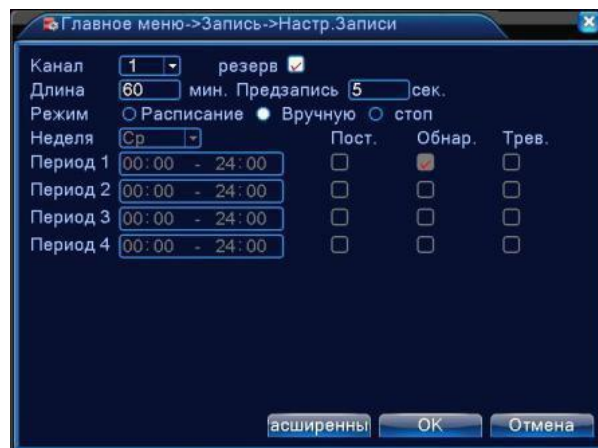 Главное меню->Запись->Настр.Записи
Канал 1 резерв
Длина 60 мин. Предзапись 5 сек.
Режим Расписание Вручную стоп
Неделя Ср Пост. Обнар. Трев.
Период 1 00:00 - 24:00
Период 2 00:00 - 24:00
Период 3 00:00 - 24:00
Период 4 00:00 - 24:00
асширенны OK Отмена